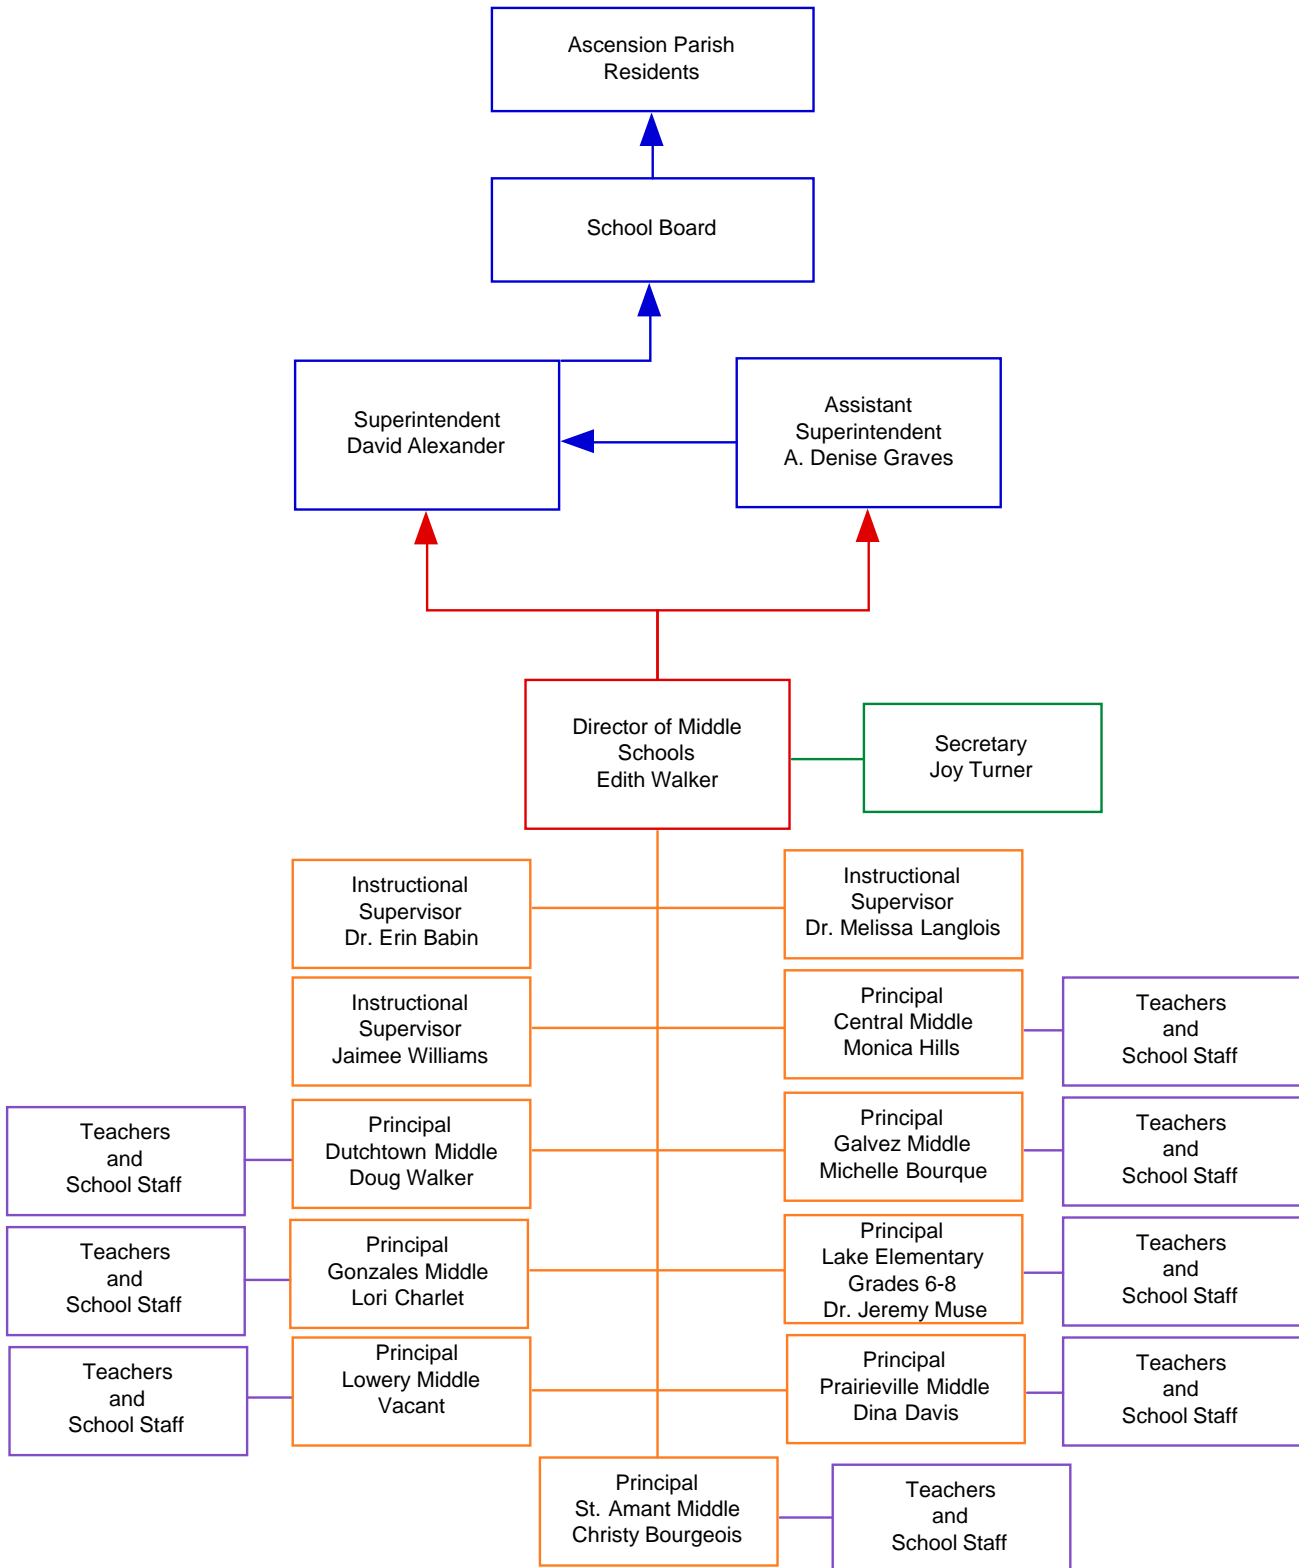 Ascension Parish
Residents
School Board
Superintendent
David Alexander
Assistant
Superintendent
A. Denise Graves
Director of Middle
Schools
Edith Walker
Secretary
Joy Turner
Instructional
Supervisor
Dr. Erin Babin
Instructional
Supervisor
Dr. Melissa Langlois
Instructional
Supervisor
Jaimee Williams
Principal
Central Middle
Monica Hills
Teachers
and
School Staff
Teachers
and
School Staff
Principal
Dutchtown Middle
Doug Walker
Principal
Galvez Middle
Michelle Bourque
Teachers
and
School Staff
Teachers
and
School Staff
Principal
Gonzales Middle
Lori Charlet
Principal
Lake Elementary
Grades 6-8
Dr. Jeremy Muse
Teachers
and
School Staff
Teachers
and
School Staff
Principal
Lowery Middle
Vacant
Principal
Prairieville Middle
Dina Davis
Teachers
and
School Staff
Principal
St. Amant Middle
Christy Bourgeois
Teachers
and
School Staff